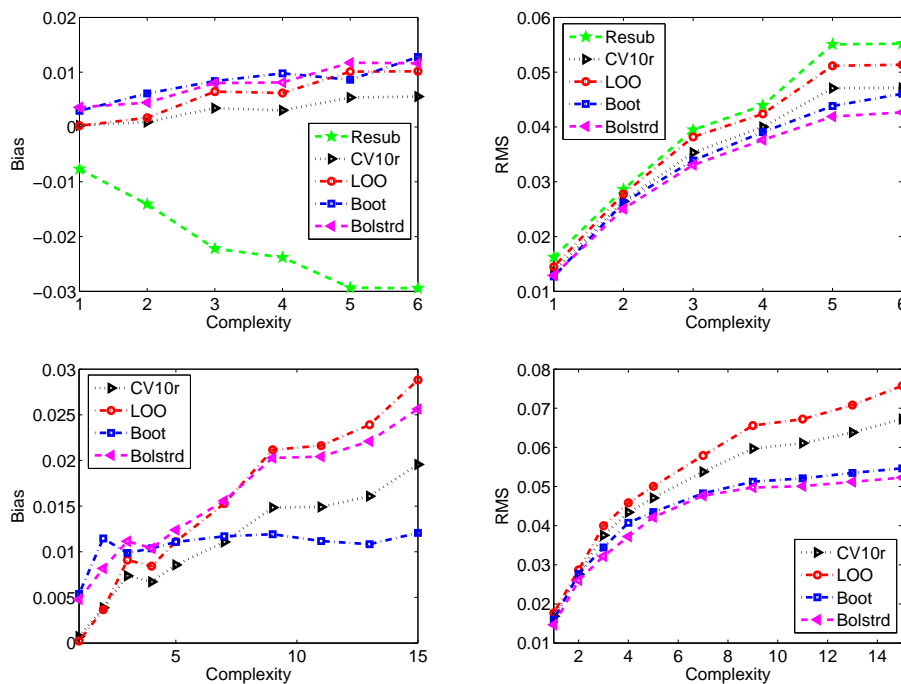 0.02
0.01
0
−0.01
−0.02
−0.03
Bias
1 2 3 4 5 6
Complexity
Resub
CV10r
LOO
Boot
Bolstrd
0.06
0.05
0.04
0.03
0.02
0.01
RMS
1 2 3 4 5 6
Complexity
Resub
CV10r
LOO
Boot
Bolstrd
0.03
0.025
0.02
0.015
0.01
0.005
0
Bias
5 10 15
Complexity
CV10r
LOO
Boot
Bolstrd
0.08
0.07
0.06
0.05
0.04
0.03
0.02
0.01
RMS
2 4 6 8 10 12 14
Complexity
CV10r
LOO
Boot
Bolstrd